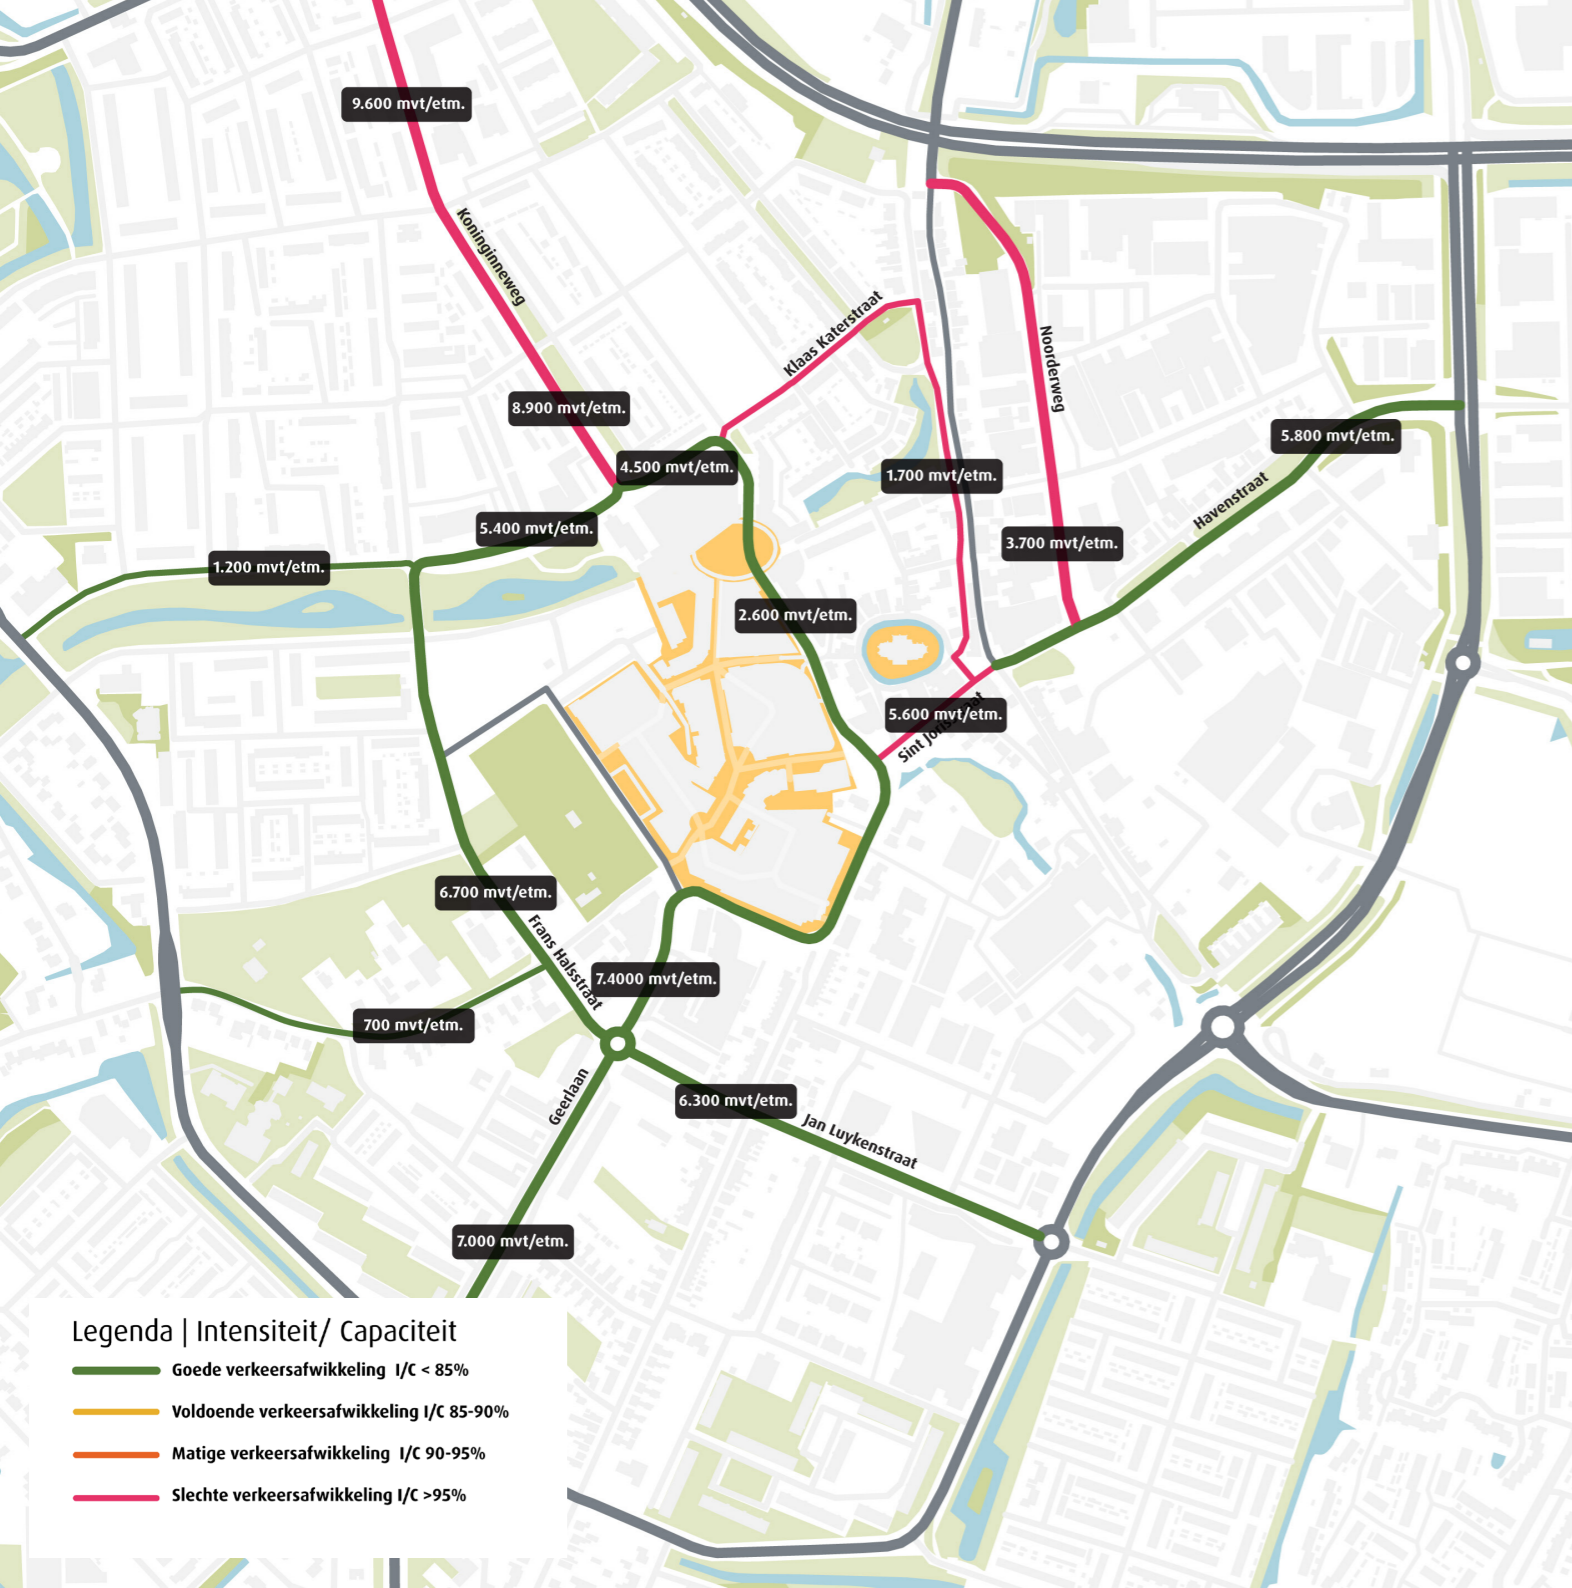 9.600 mvt/etm.
Koninginneweg
Klaas Katerstraat
Noorderweg
8.900 mvt/etm.
5.800 mvt/etm.
4.500 mvt/etm.
1.700 mvt/etm.
Havenstraat
5.400 mvt/etm.
3.700 mvt/etm.
1.200 mvt/etm.
2.600 mvt/etm.
5.600 mvt/etm.
Sint
6.700 mvt/etm.
Frans Halsstraat
7.4000 mvt/etm.
700 mvt/etm.
Geerlaan
6.300 mvt/etm.
Jan Luykenstraat
7.000 mvt/etm.
Legenda | Intensiteit/ Capaciteit
Goede verkeersafwikkeling I/C < 85%
Voldoende verkeersafwikkeling I/C 85-90%
Matige verkeersafwikkeling I/C 90-95%
Slechte verkeersafwikkeling I/C >95%